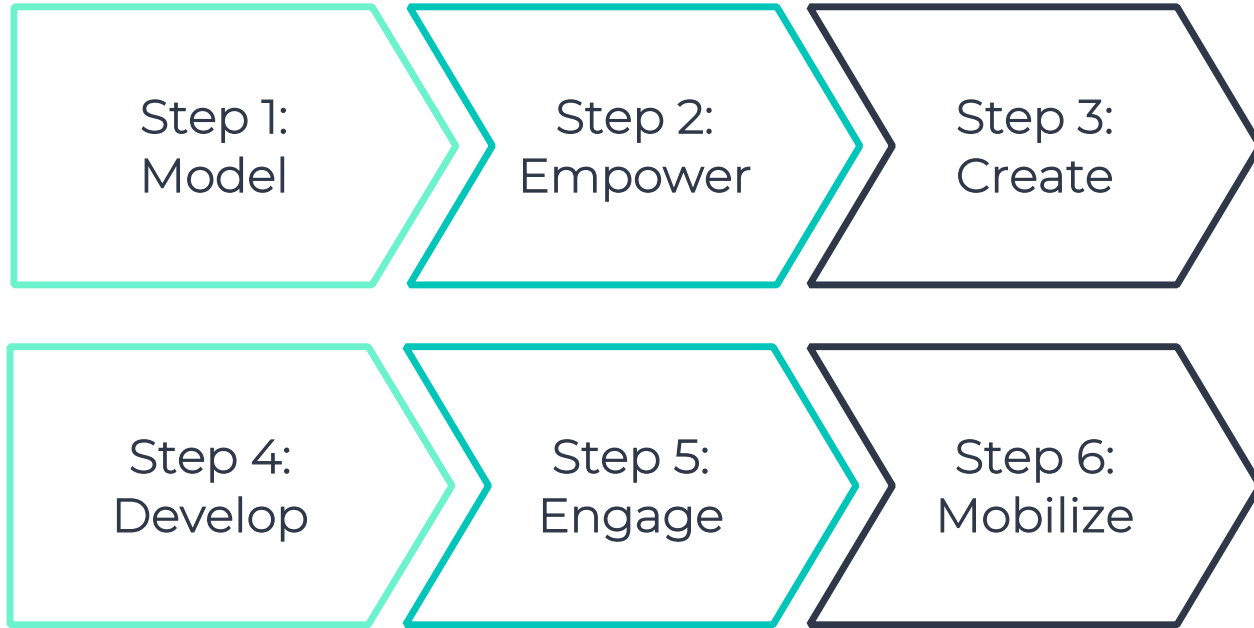 Step 1:
Model
Step 2:
Empower
Step 3:
Create
Step 4:
Develop
Step 5:
Engage
Step 6:
Mobilize